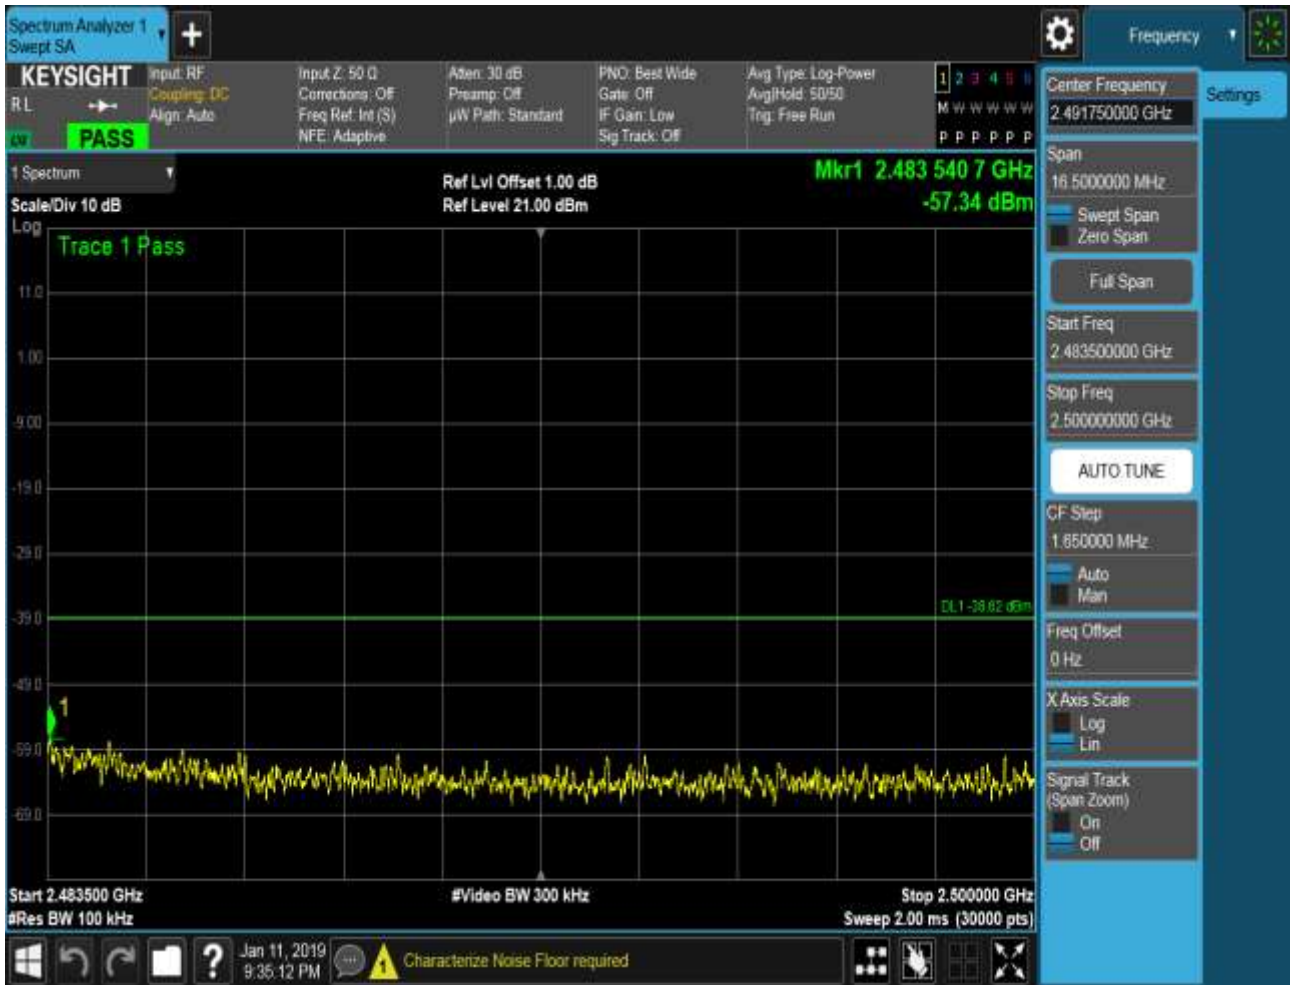 Spectrum Analyzer 1
Swept SA
+
Frequency
KEYSIGHT
RL
PASS
Input: RF
Coupling: DC
Align: Auto
Input Z: 50 Ω
Corrections: Off
Freq Ref: Int (S)
NFE: Adaptive
Atten: 30 dB
Preamp: Off
µW Path: Standard
PNO: Best Wide
Gate: Off
IF Gain: Low
Sig Track: Off
Avg Type: Log-Power
Avg|Hold: 50/50
Trig: Free Run
1 2 3 4 5 6
M W W W W W
P P P P P P
1 Spectrum
Scale/Div 10 dB
Log
Ref Lvl Offset 1.00 dB
Ref Level 21.00 dBm
Mkr1 2.483 540 7 GHz
-57.34 dBm
Trace 1 Pass
11.0
1.00
-9.00
-19.0
-29.0
-39.0
DL1 -38.62 dBm
-49.0
1
-59.0
-69.0
Start 2.483500 GHz
#Res BW 100 kHz
#Video BW 300 kHz
Stop 2.500000 GHz
Sweep 2.00 ms (30000 pts)
Center Frequency
2.491750000 GHz
Settings
Span
16.5000000 MHz
Swept Span
Zero Span
Full Span
Start Freq
2.483500000 GHz
Stop Freq
2.500000000 GHz
AUTO TUNE
CF Step
1.650000 MHz
Auto
Man
Freq Offset
0 Hz
X Axis Scale
Log
Lin
Signal Track
(Span Zoom)
On
Off
?
Jan 11, 2019
9:35:12 PM
1
Characterize Noise Floor required